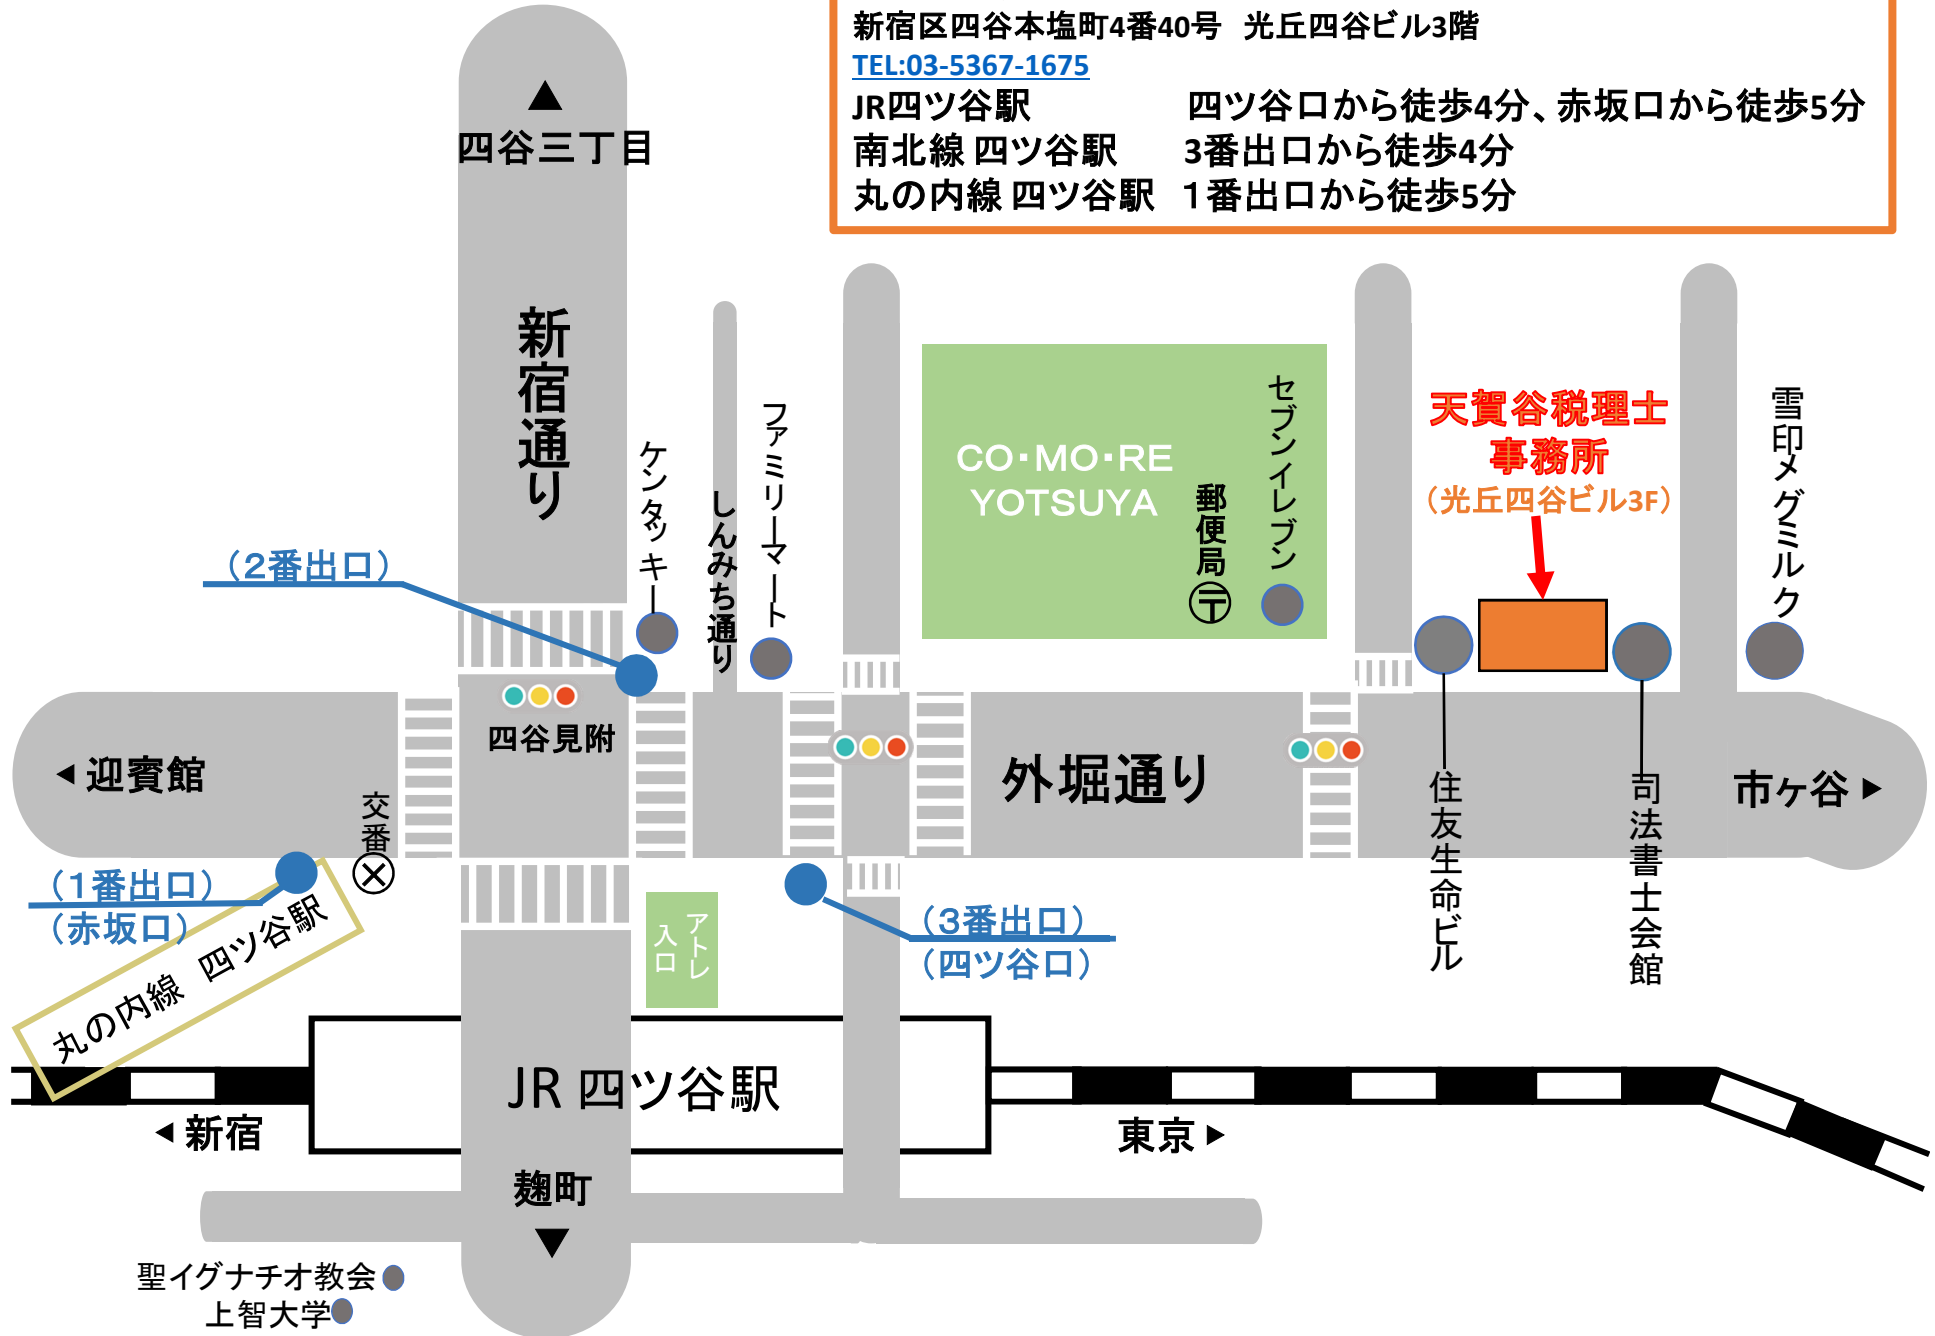 新宿区四谷本塩町4番40号　光丘四谷ビル3階
TEL:03-5367-1675
JR四ツ谷駅　四ツ谷口から徒歩4分、赤坂口から徒歩5分
南北線 四ツ谷駅　3番出口から徒歩4分
丸の内線 四ツ谷駅　１番出口から徒歩5分
▲
四谷三丁目
新宿通り
（２番出口）
ケンタッキー
しんみち通り
ファミリーマート
CO・MO・RE
YOTSUYA
郵便局
〒
セブンイレブン
天賀谷税理士
事務所
（光丘四谷ビル3F）
雪印メグミルク
四谷見附
◀ 迎賓館
外堀通り
市ヶ谷 ▶
交番
住友生命ビル
司法書士会館
（１番出口）
（赤坂口）
丸の内線　四ツ谷駅
アトレ
入口
（３番出口）
（四ツ谷口）
JR 四ツ谷駅
◀ 新宿
東京 ▶
麹町
▼
聖イグナチオ教会
上智大学